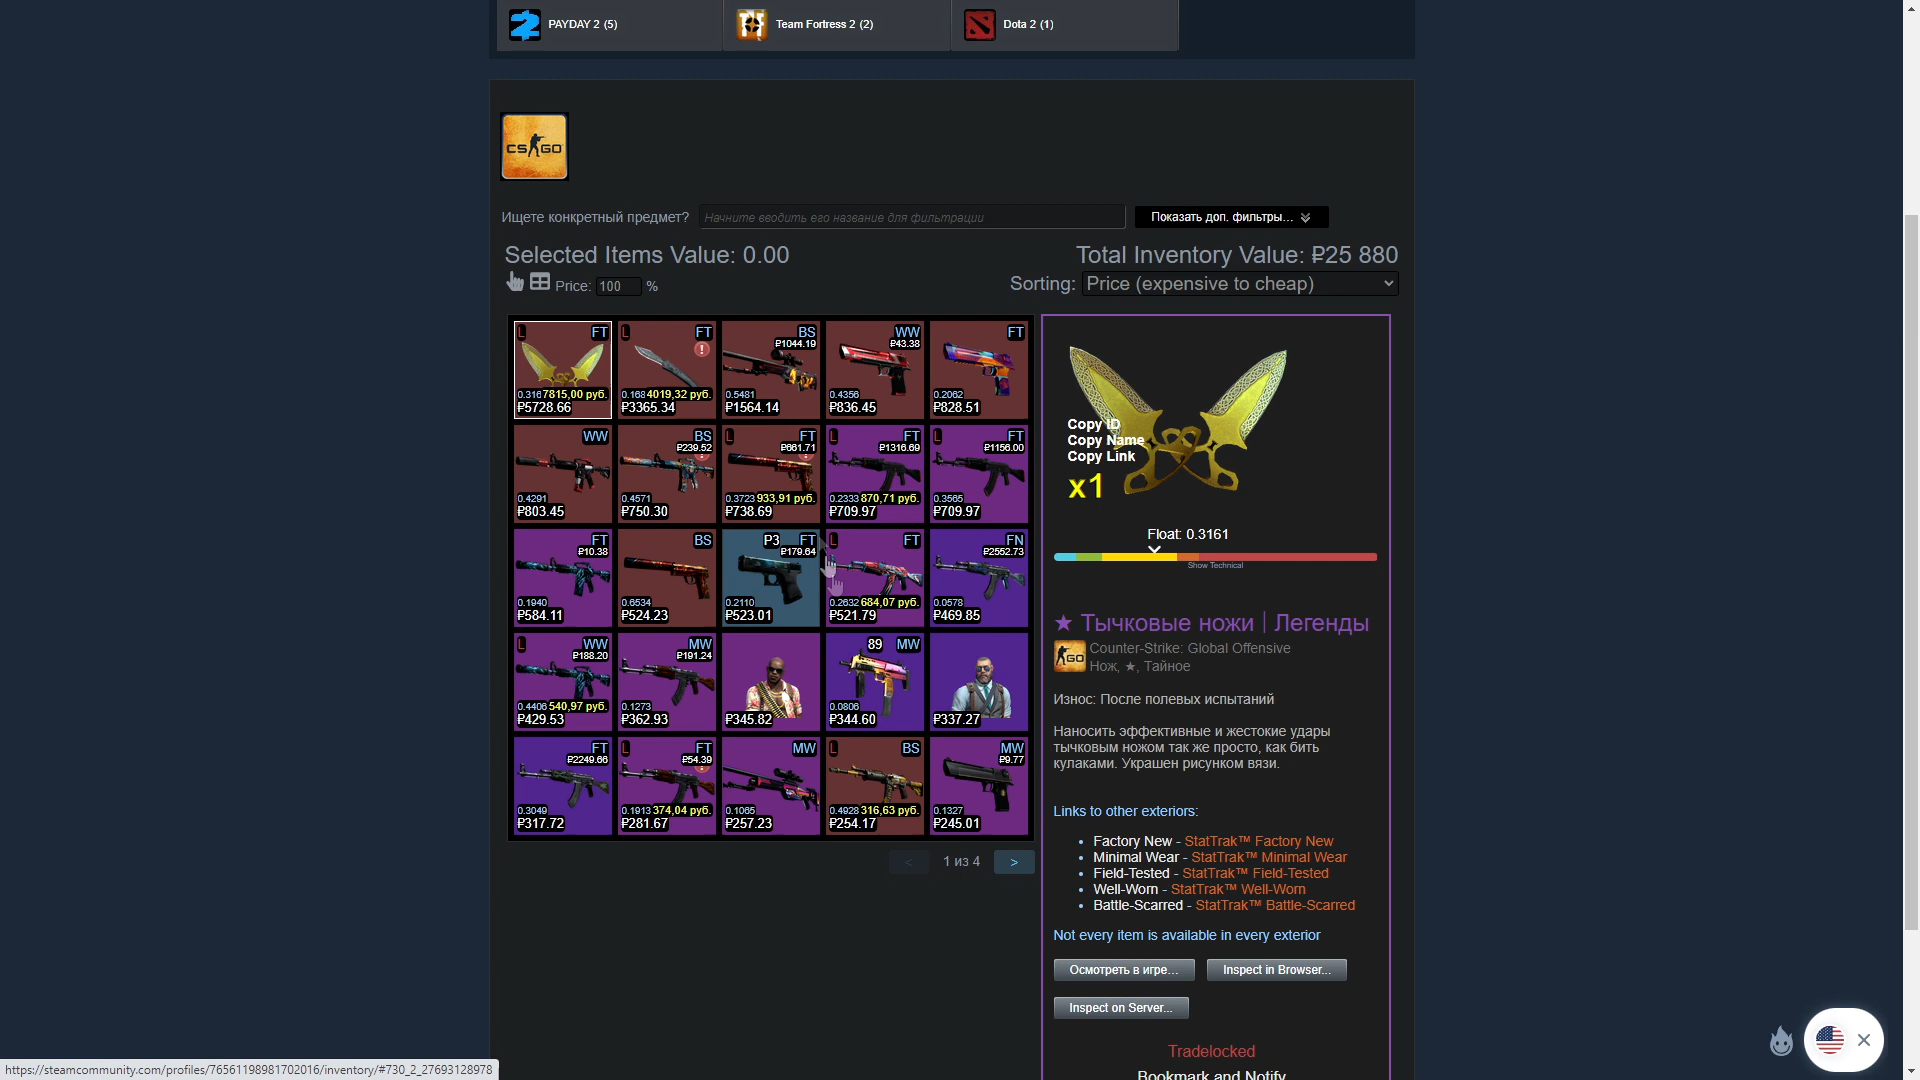 PAYDAY 2 (5)
Team Fortress 2 (2)
Dota 2 (1)
CS GO
Ищете конкретный предмет?
Начните вводить его название для фильтрации
Показать доп. фильтры...
Selected Items Value: 0.00
Total Inventory Value: ₽25 880
Price: 100 %
Sorting: Price (expensive to cheap)
L FT
0.316 7815,00 руб.
₽5728.66
L FT
0.168 4019,32 руб.
₽3365.34
BS
₽1044.19
0.5481
₽1564.14
WW
₽43.38
0.4356
₽836.45
FT
0.2062
₽828.51
WW
0.4291
₽803.45
BS
₽239.52
0.4571
₽750.30
L FT
₽661.71
0.3723 933,91 руб.
₽738.69
L FT
₽1316.69
0.2333 870,71 руб.
₽709.97
L FT
₽1156.00
0.3565
₽709.97
FT
₽10.38
0.1940
₽584.11
BS
0.6534
₽524.23
P3 FT
₽179.64
0.2110
₽523.01
L FT
0.2632 684,07 руб.
₽521.79
FN
₽2552.73
0.0578
₽469.85
L WW
₽188.20
0.4406 540,97 руб.
₽429.53
MW
₽191.24
0.1273
₽362.93
₽345.82
89 MW
0.0806
₽344.60
₽337.27
FT
₽2249.66
0.3049
₽317.72
L FT
₽54.39
0.1913 374,04 руб.
₽281.67
MW
0.1065
₽257.23
L BS
0.4928 316,63 руб.
₽254.17
MW
₽9.77
0.1327
₽245.01
< 1 из 4 >
Copy ID
Copy Name
Copy Link
x1
Float: 0.3161
Show Technical
★ Тычковые ножи | Легенды
GO
Counter-Strike: Global Offensive
Нож, ★, Тайное
Износ: После полевых испытаний
Наносить эффективные и жестокие удары
тычковым ножом так же просто, как бить
кулаками. Украшен рисунком вязи.
Links to other exteriors:
• Factory New - StatTrak™ Factory New
• Minimal Wear - StatTrak™ Minimal Wear
• Field-Tested - StatTrak™ Field-Tested
• Well-Worn - StatTrak™ Well-Worn
• Battle-Scarred - StatTrak™ Battle-Scarred
Not every item is available in every exterior
Осмотреть в игре...
Inspect in Browser...
Inspect on Server...
Tradelocked
Bookmark and Notify
https://steamcommunity.com/profiles/76561198981702016/inventory/#730_2_27693128978